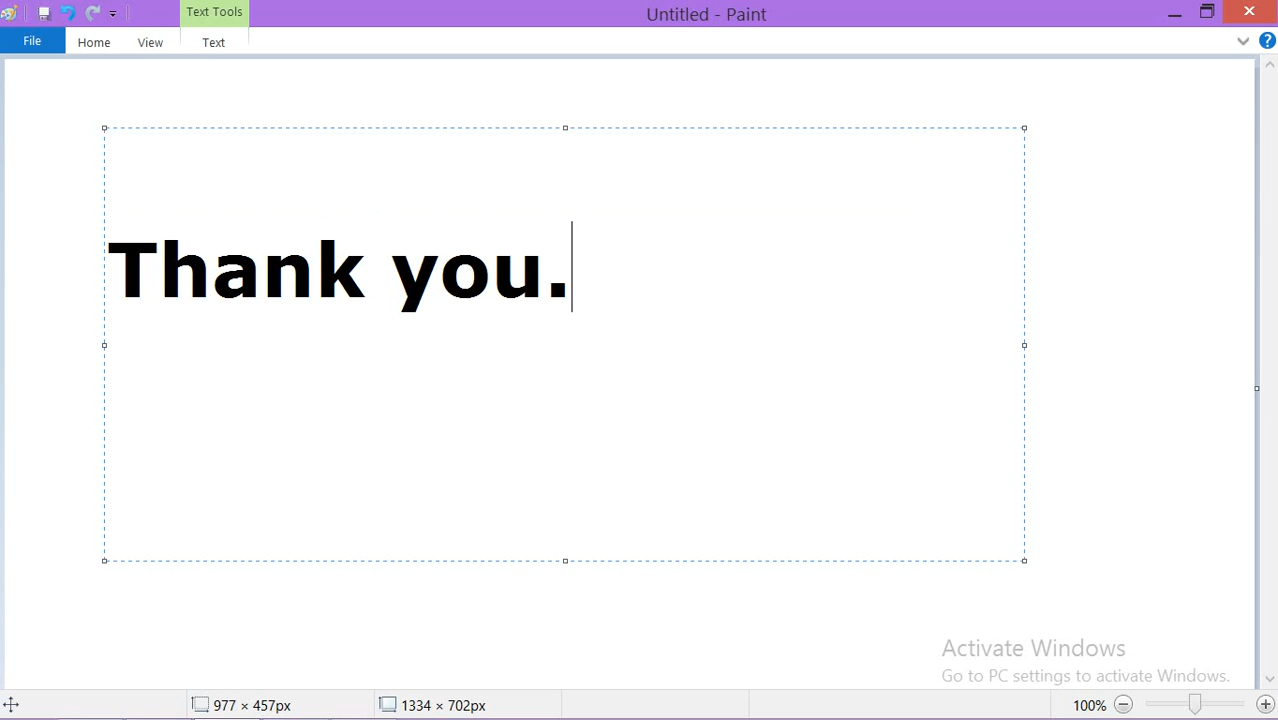 Text Tools
Untitled - Paint
File
Home
View
Text
Thank you.
Activate Windows
Go to PC settings to activate Windows.
977 × 457px
1334 × 702px
100%